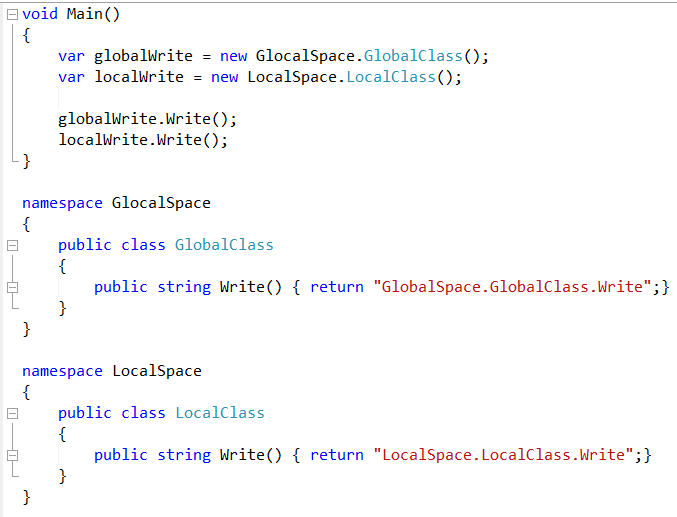 void Main()
{
    var globalWrite = new GlocalSpace.GlobalClass();
    var localWrite = new LocalSpace.LocalClass();

    globalWrite.Write();
    localWrite.Write();
}

namespace GlocalSpace
{
    public class GlobalClass
    {
        public string Write() { return "GlobalSpace.GlobalClass.Write";}
    }
}

namespace LocalSpace
{
    public class LocalClass
    {
        public string Write() { return "LocalSpace.LocalClass.Write";}
    }
}